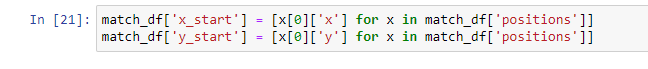 In [21]: match_df['x_start'] = [x[0]['x'] for x in match_df['positions']]
match_df['y_start'] = [x[0]['y'] for x in match_df['positions']]